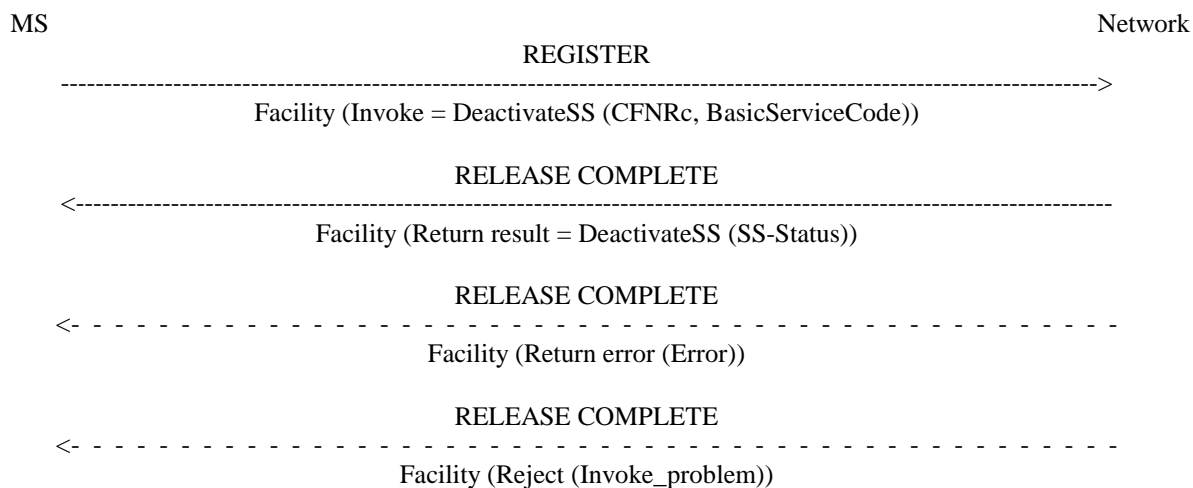 MS Network
REGISTER
------------------------------------------------------------------------------------------------------------------------>
Facility (Invoke = DeactivateSS (CFNRc, BasicServiceCode))
RELEASE COMPLETE
<------------------------------------------------------------------------------------------------------------------------
Facility (Return result = DeactivateSS (SS-Status))
RELEASE COMPLETE
<- - - - - - - - - - - - - - - - - - - - - - - - - - - - - - - - - - - - - - - - - - - - - - - -
Facility (Return error (Error))
RELEASE COMPLETE
<- - - - - - - - - - - - - - - - - - - - - - - - - - - - - - - - - - - - - - - - - - - - - - - -
Facility (Reject (Invoke_problem))